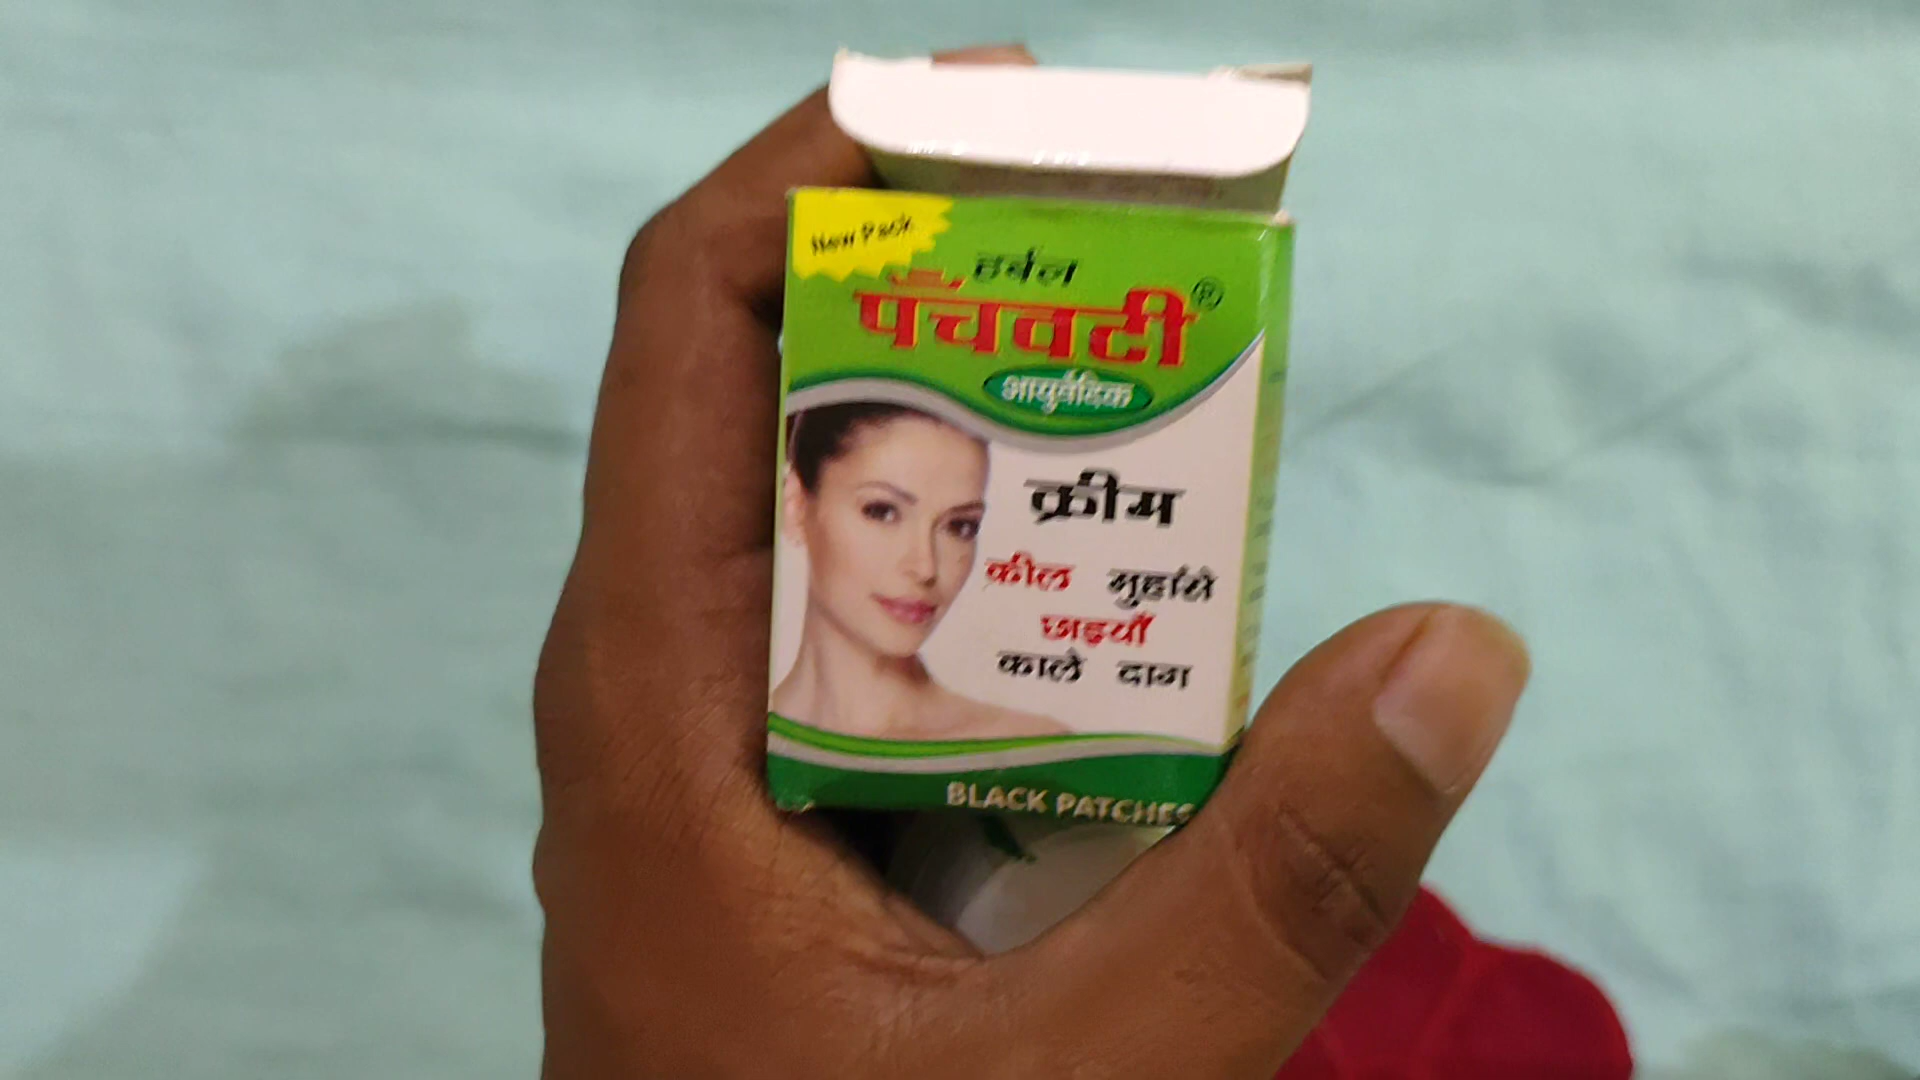 New Pack
हर्बल
पँचवटी®
आयुर्वेदिक
क्रीम
कील मुहांसे
छाइयाँ
काले दाग
BLACK PATCHES